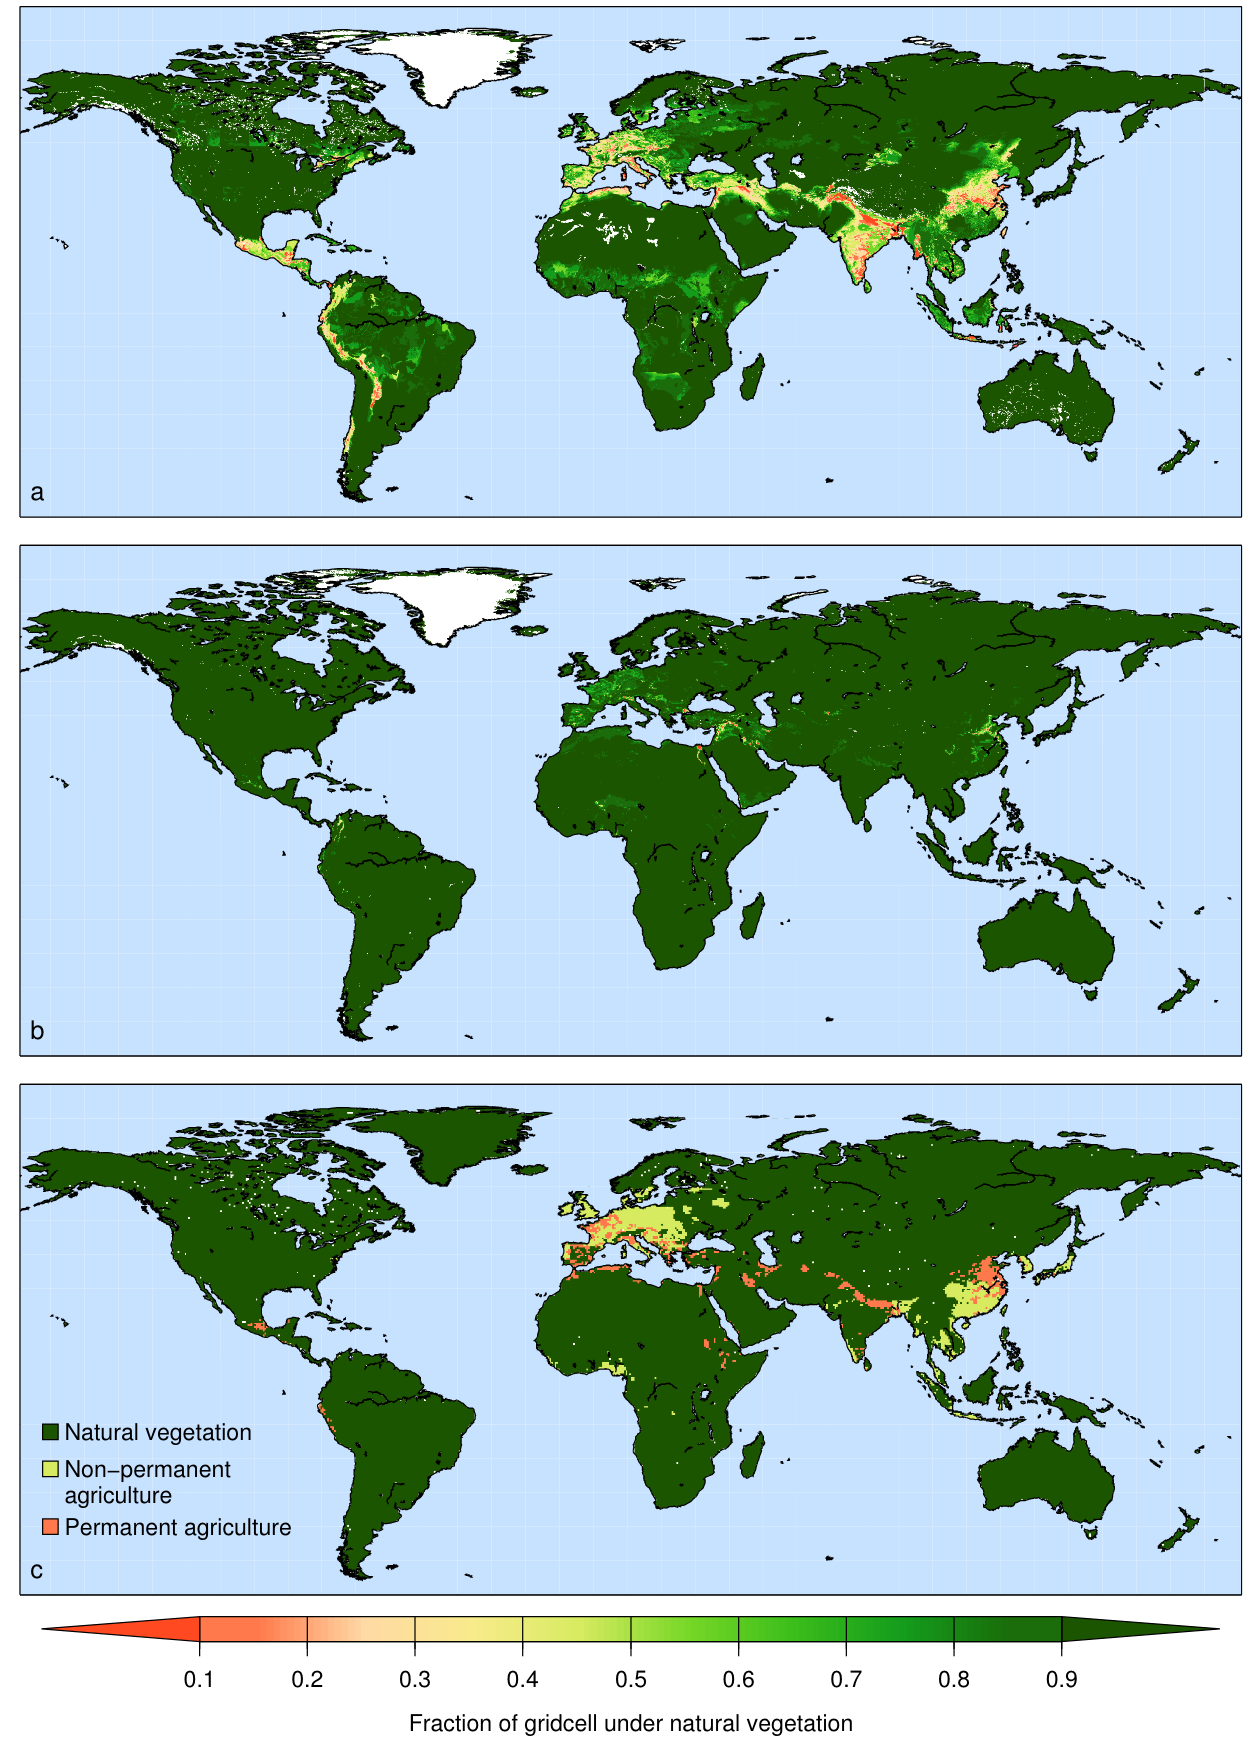 a
b
Natural vegetation
Non−permanent
agriculture
Permanent agriculture
c
0.1 0.2 0.3 0.4 0.5 0.6 0.7 0.8 0.9
Fraction of gridcell under natural vegetation